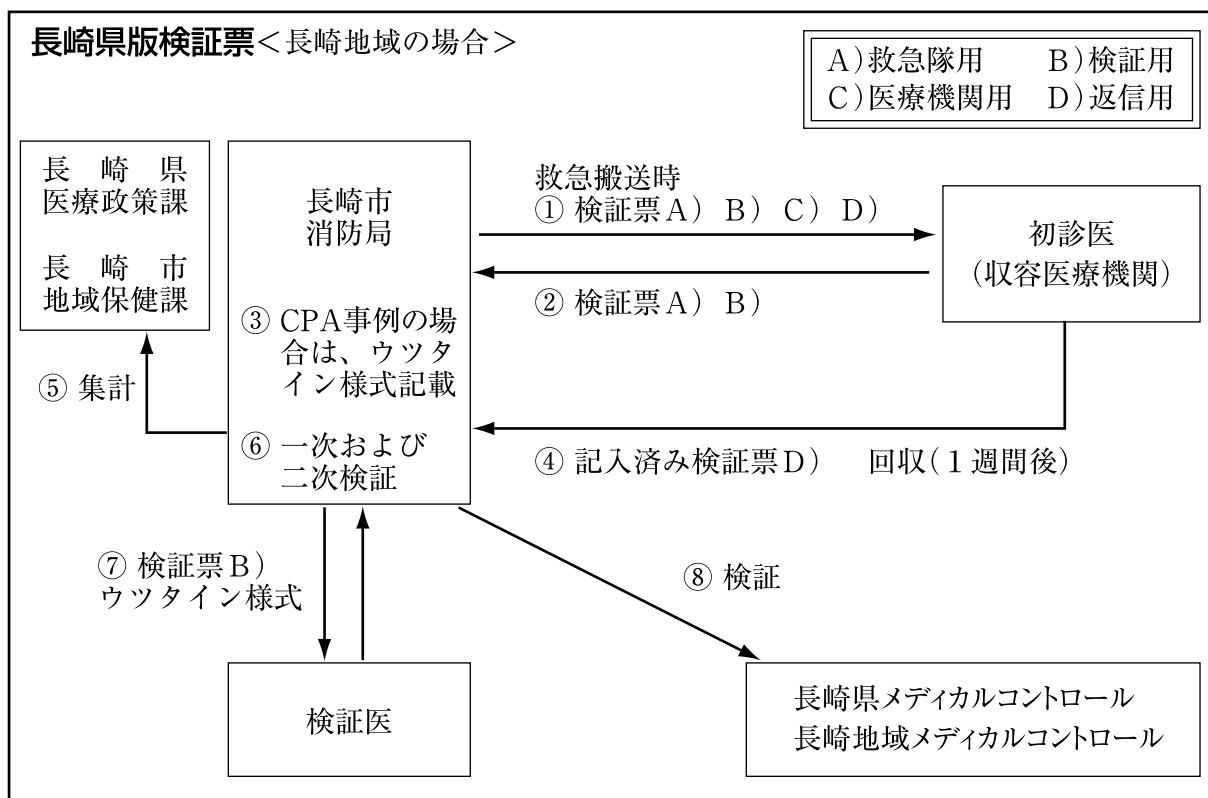 長崎県版検証票＜長崎地域の場合＞
A)救急隊用　B)検証用
C)医療機関用　D)返信用
長崎県
医療政策課
長崎市
地域保健課
長崎市
消防局
③ CPA事例の場
合は、ウツタ
イン様式記載
⑥ 一次および
二次検証
救急搬送時
① 検証票A）B）C）D）
② 検証票A）B）
初診医
（収容医療機関）
⑤ 集計
④ 記入済み検証票D）　回収(１週間後)
⑦ 検証票B）
ウツタイン様式
⑧ 検証
検証医
長崎県メディカルコントロール
長崎地域メディカルコントロール